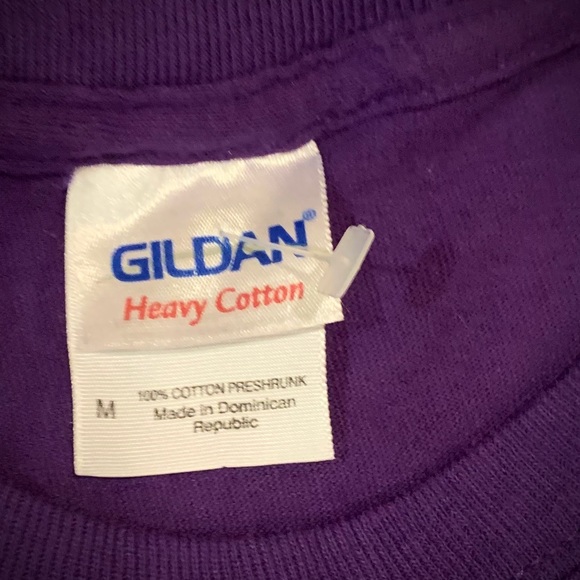 GILDAN®
Heavy Cotton
100% COTTON PRESHRUNK
M Made in Dominican
Republic